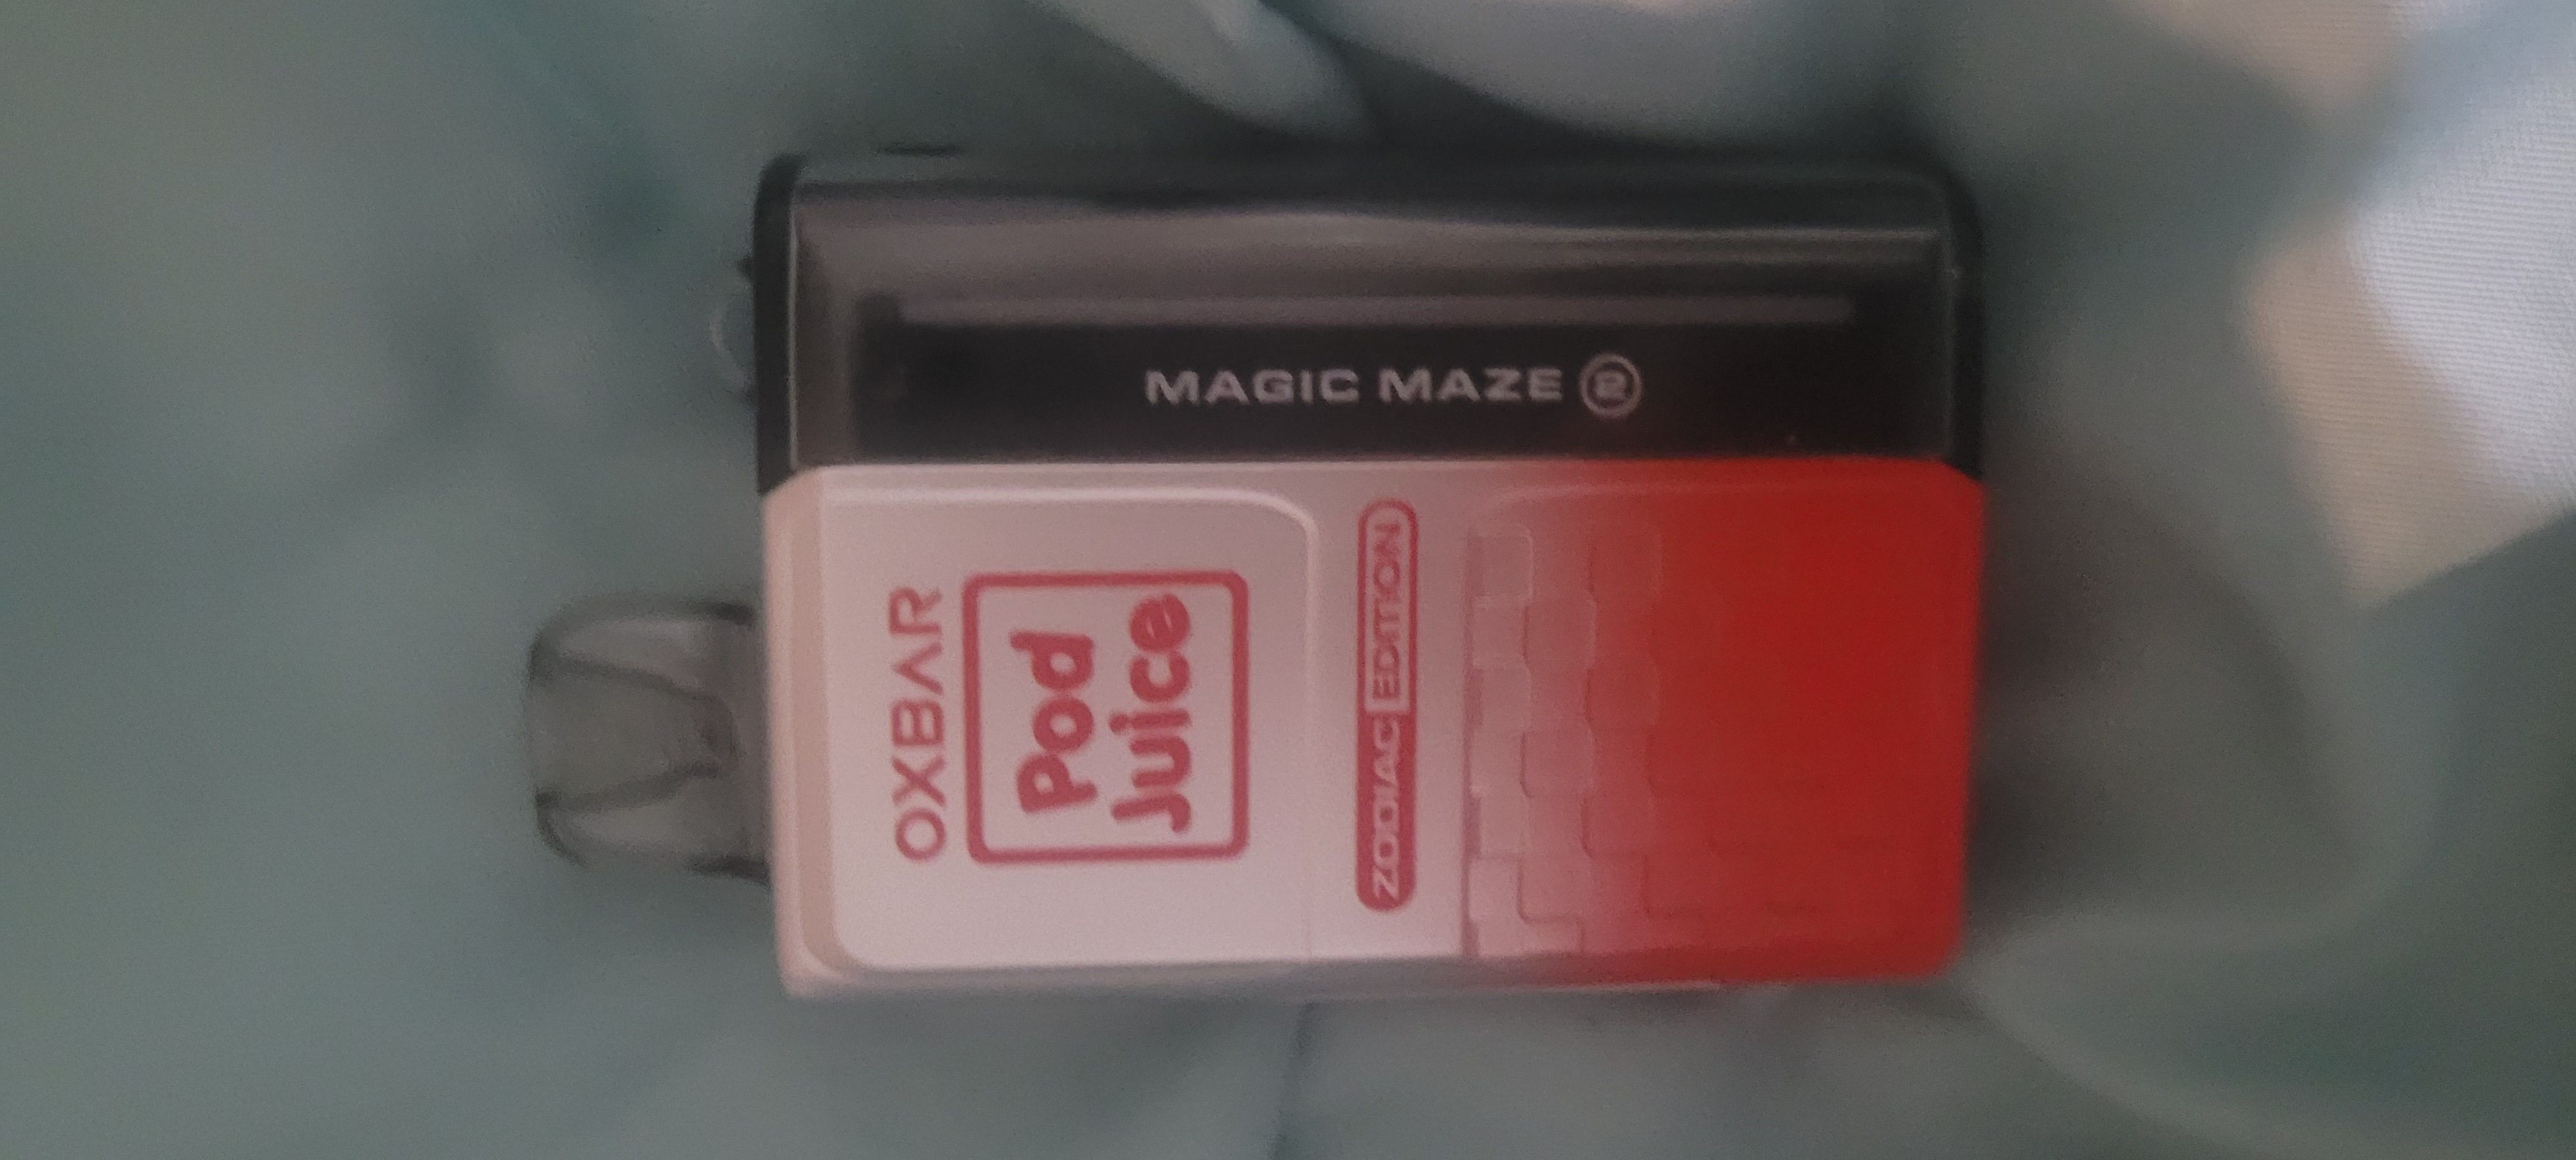 MAGIC MAZE 2
OXBAR
Pod
Juice
ZODIAC EDITION